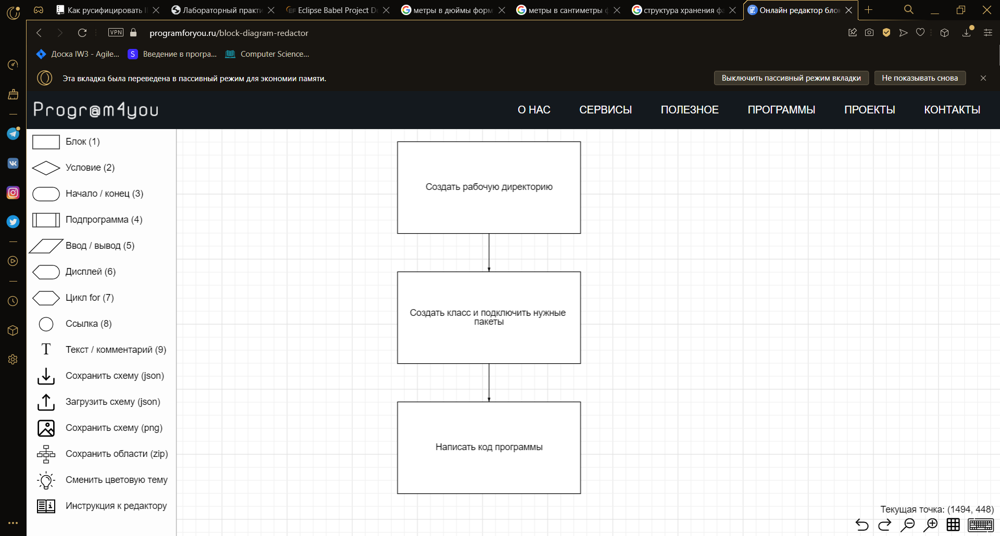 Как русифицировать
Лабораторный практи
Eclipse Babel Project D
метры в дюймы форм
метры в сантиметры
структура хранения
Онлайн редактор бло
VPN
programforyou.ru/block-diagram-redactor
Доска IW3 - Agile...
S Введение в програ...
Computer Science...
Эта вкладка была переведена в пассивный режим для экономии памяти.
Выключить пассивный режим вкладки
Не показывать снова
Progr@m4you
О НАС
СЕРВИСЫ
ПОЛЕЗНОЕ
ПРОГРАММЫ
ПРОЕКТЫ
КОНТАКТЫ
Блок (1)
Условие (2)
Начало / конец (3)
Подпрограмма (4)
Ввод / вывод (5)
Дисплей (6)
Цикл for (7)
Ссылка (8)
T Текст / комментарий (9)
Сохранить схему (json)
Загрузить схему (json)
Сохранить схему (png)
Сохранить области (zip)
Сменить цветовую тему
Инструкция к редактору
Создать рабочую директорию
Создать класс и подключить нужные
пакеты
Написать код программы
Текущая точка: (1494, 448)